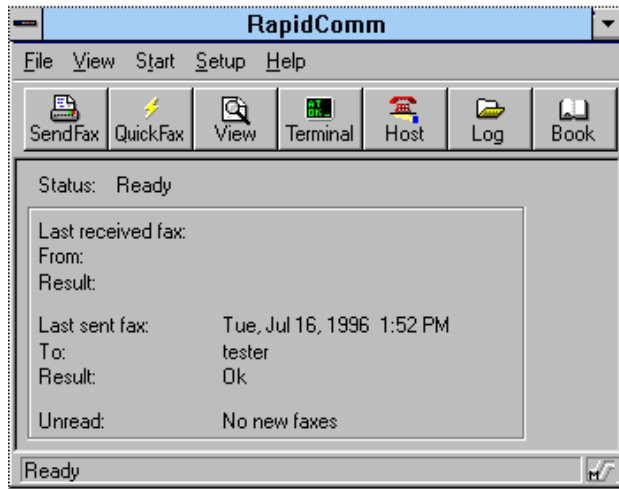 RapidComm
File View Start Setup Help
SendFax QuickFax View Terminal Host Log Book
Status: Ready
Last received fax:
From:
Result:
Last sent fax: Tue, Jul 16, 1996 1:52 PM
To: tester
Result: Ok
Unread: No new faxes
Ready